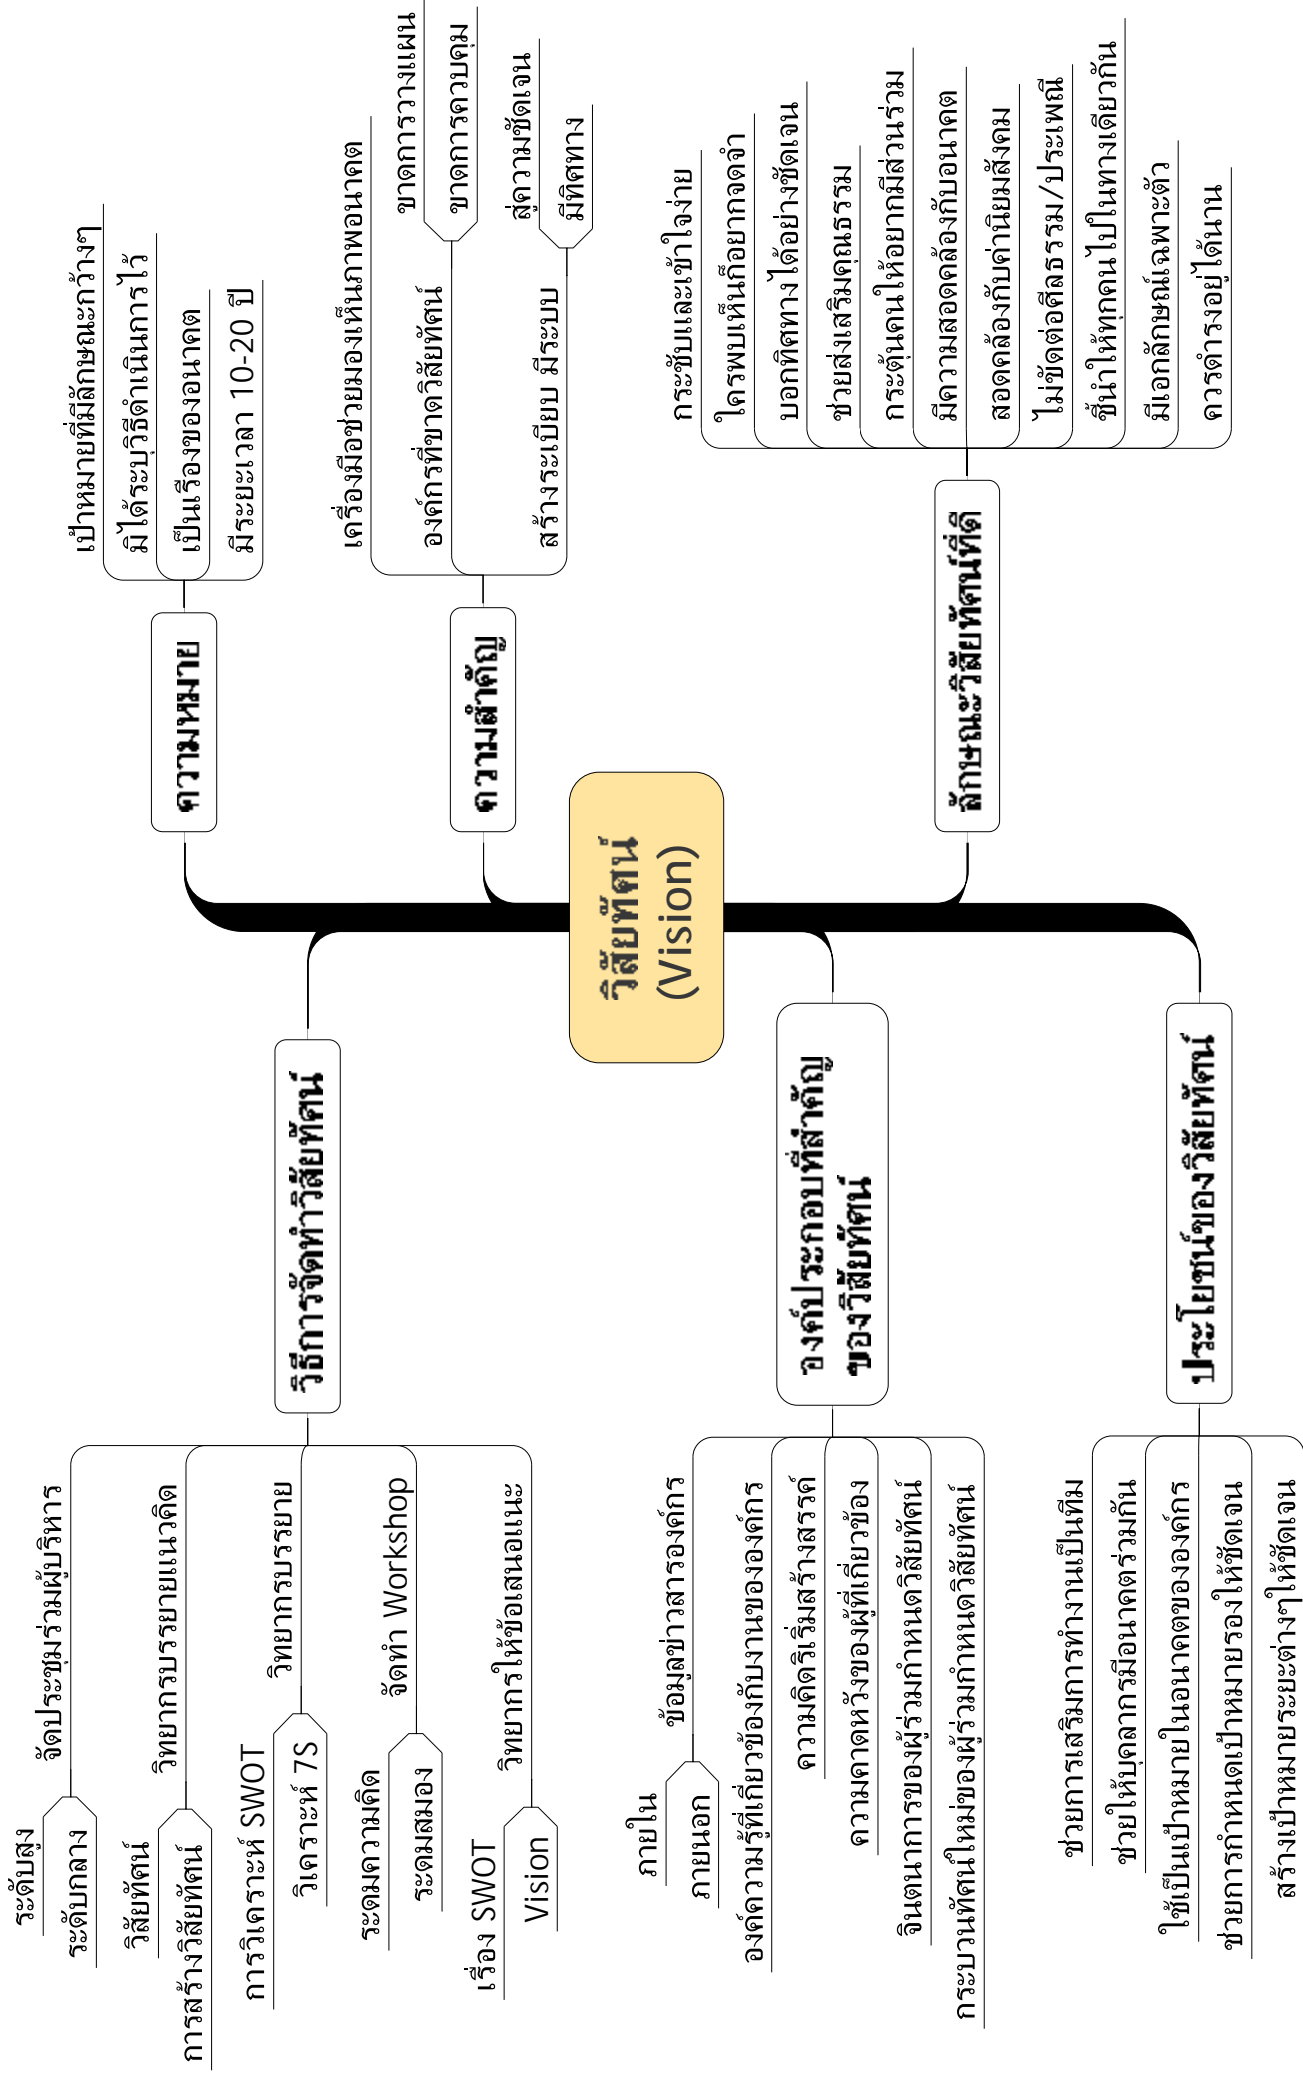 วิสัยทัศน์
(Vision)
ความหมาย
เป้าหมายที่มีลักษณะกว้างๆ
มิได้ระบุวิธีดำเนินการไว้
เป็นเรื่องของอนาคต
มีระยะเวลา 10-20 ปี
ความสำคัญ
เครื่องมือช่วยมองเห็นภาพอนาคต
องค์กรที่ขาดวิสัยทัศน์
ขาดการวางแผน
ขาดการควบคุม
สร้างระเบียบ มีระบบ
สู่ความชัดเจน
มีทิศทาง
ลักษณะวิสัยทัศน์ที่ดี
กระชับและเข้าใจง่าย
ใครพบเห็นก็อยากจดจำ
บอกทิศทางได้อย่างชัดเจน
ช่วยส่งเสริมคุณธรรม
กระตุ้นคนให้อยากมีส่วนร่วม
มีความสอดคล้องกับอนาคต
สอดคล้องกับค่านิยมสังคม
ไม่ขัดต่อศีลธรรม/ประเพณี
ชี้นำให้ทุกคนไปในทางเดียวกัน
มีเอกลักษณ์เฉพาะตัว
ควรดำรงอยู่ได้นาน
วิธีการจัดทำวิสัยทัศน์
จัดประชุมร่วมผู้บริหาร
ระดับสูง
ระดับกลาง
วิทยากรบรรยายแนวคิด
วิสัยทัศน์
การสร้างวิสัยทัศน์
วิทยากรบรรยาย
การวิเคราะห์ SWOT
วิเคราะห์ 7S
จัดทำ Workshop
ระดมความคิด
ระดมสมอง
วิทยากรให้ข้อเสนอแนะ
เรื่อง SWOT
Vision
องค์ประกอบที่สำคัญ
ของวิสัยทัศน์
ข้อมูลข่าวสารองค์กร
ภายใน
ภายนอก
องค์ความรู้ที่เกี่ยวข้องกับงานขององค์กร
ความคิดริเริ่มสร้างสรรค์
ความคาดหวังของผู้ที่เกี่ยวข้อง
จินตนาการของผู้ร่วมกำหนดวิสัยทัศน์
กระบวนทัศน์ใหม่ของผู้ร่วมกำหนดวิสัยทัศน์
ประโยชน์ของวิสัยทัศน์
ช่วยการเสริมการทำงานเป็นทีม
ช่วยให้บุคลากรมีอนาคตร่วมกัน
ใช้เป็นเป้าหมายในอนาคตขององค์กร
ช่วยการกำหนดเป้าหมายรองให้ชัดเจน
สร้างเป้าหมายระยะต่างๆให้ชัดเจน